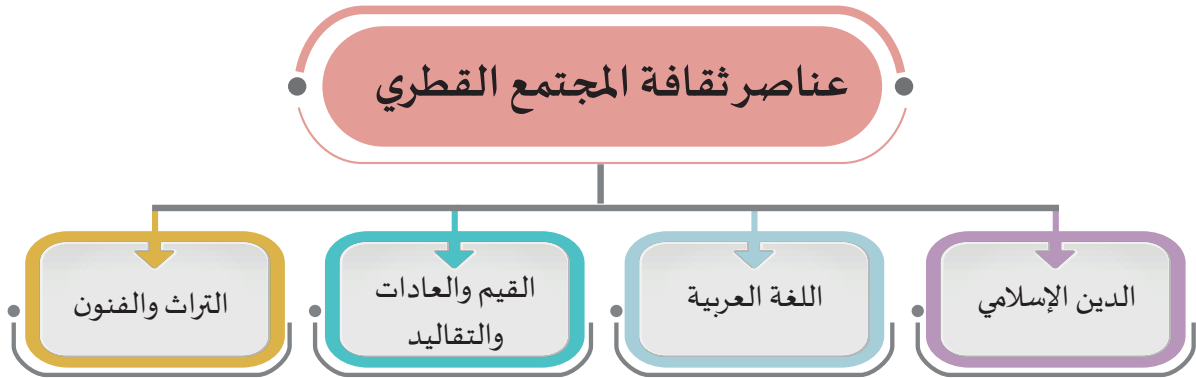 عناصر ثقافة المجتمع القطري
الدين الإسلامي
اللغة العربية
القيم والعادات
والتقاليد
التراث والفنون